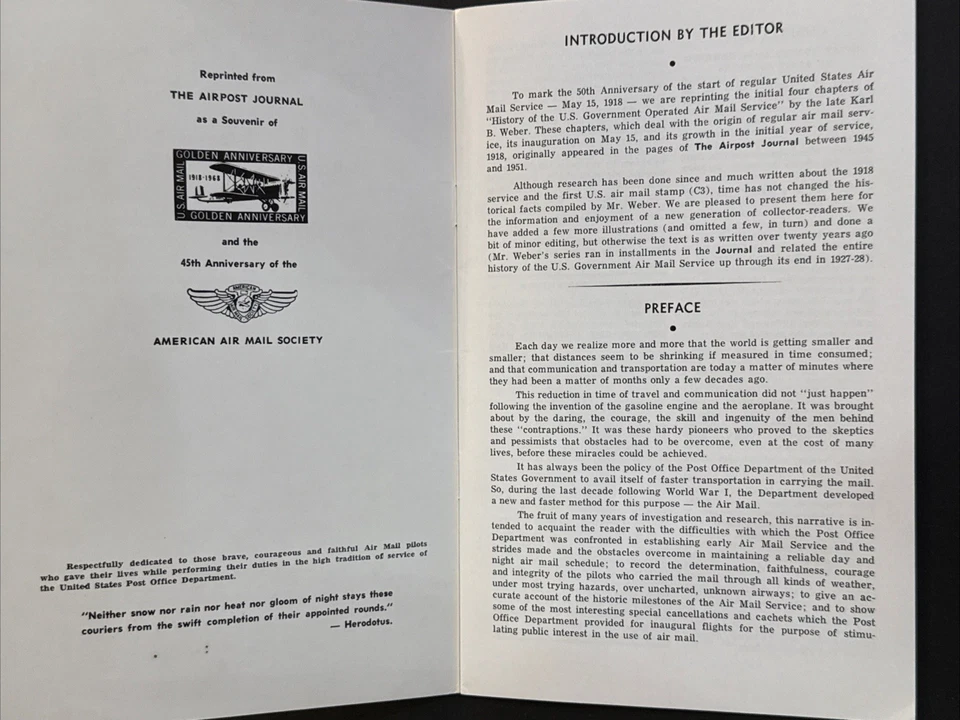 Reprinted from
THE AIRPOST JOURNAL
as a Souvenir of
GOLDEN ANNIVERSARY
U.S. AIR MAIL
1918-1968
U.S. AIR MAIL
GOLDEN ANNIVERSARY
and the
45th Anniversary of the
AMERICAN
AMERICAN AIR MAIL SOCIETY
Respectfully dedicated to those brave, courageous and faithful Air Mail pilots
who gave their lives while performing their duties in the high tradition of service of
the United States Post Office Department.
"Neither snow nor rain nor heat nor gloom of night stays these
couriers from the swift completion of their appointed rounds."
— Herodotus.
INTRODUCTION BY THE EDITOR
To mark the 50th Anniversary of the start of regular United States Air
Mail Service — May 15, 1918 — we are reprinting the initial four chapters of
"History of the U.S. Government Operated Air Mail Service" by the late Karl
B. Weber. These chapters, which deal with the origin of regular air mail serv-
ice, its inauguration on May 15, and its growth in the initial year of service,
1918, originally appeared in the pages of The Airpost Journal between 1945
and 1951.
Although research has been done since and much written about the 1918
service and the first U.S. air mail stamp (C3), time has not changed the his-
torical facts compiled by Mr. Weber. We are pleased to present them here for
the information and enjoyment of a new generation of collector-readers. We
have added a few more illustrations (and omitted a few, in turn) and done a
bit of minor editing, but otherwise the text is as written over twenty years ago
(Mr. Weber's series ran in installments in the Journal and related the entire
history of the U.S. Government Air Mail Service up through its end in 1927-28).
PREFACE
Each day we realize more and more that the world is getting smaller and
smaller; that distances seem to be shrinking if measured in time consumed;
and that communication and transportation are today a matter of minutes where
they had been a matter of months only a few decades ago.
This reduction in time of travel and communication did not "just happen"
following the invention of the gasoline engine and the aeroplane. It was brought
about by the daring, the courage, the skill and ingenuity of the men behind
these "contraptions." It was these hardy pioneers who proved to the skeptics
and pessimists that obstacles had to be overcome, even at the cost of many
lives, before these miracles could be achieved.
It has always been the policy of the Post Office Department of the United
States Government to avail itself of faster transportation in carrying the mail.
So, during the last decade following World War I, the Department developed
a new and faster method for this purpose — the Air Mail.
The fruit of many years of investigation and research, this narrative is in-
tended to acquaint the reader with the difficulties with which the Post Office
Department was confronted in establishing early Air Mail Service and the
strides made and the obstacles overcome in maintaining a reliable day and
night air mail schedule; to record the determination, faithfulness, courage
and integrity of the pilots who carried the mail through all kinds of weather,
under most trying hazards, over uncharted, unknown airways; to give an ac-
curate account of the historic milestones of the Air Mail Service; and to show
some of the most interesting special cancellations and cachets which the Post
Office Department provided for inaugural flights for the purpose of stimu-
lating public interest in the use of air mail.